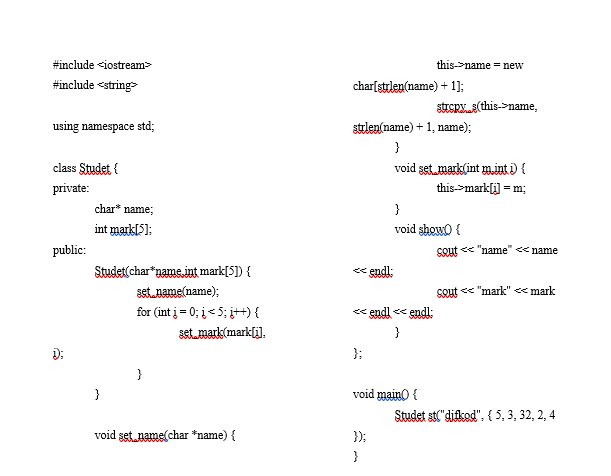 #include <iostream>
#include <string>
using namespace std;
class Studet {
private:
char* name;
int mark[5];
public:
Studet(char*name,int mark[5]) {
set_name(name);
for (int i = 0; i < 5; i++) {
set_mark(mark[i],
i);
}
}
void set_name(char *name) {
this->name = new
char[strlen(name) + 1];
strcpy_s(this->name,
strlen(name) + 1, name);
}
void set_mark(int m,int i) {
this->mark[i] = m;
}
void show() {
cout << "name" << name
<< endl;
cout << "mark" << mark
<< endl << endl;
}
};
void main() {
Studet st("difkod", { 5, 3, 32, 2, 4
});
}